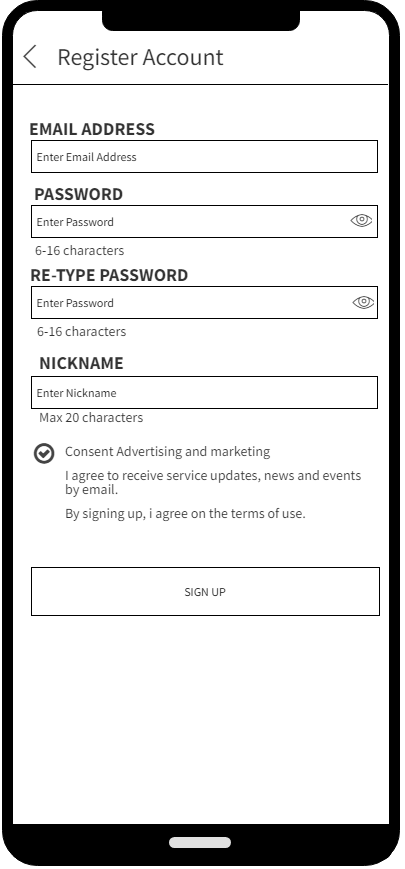 Register Account
EMAIL ADDRESS
Enter Email Address
PASSWORD
Enter Password
6-16 characters
RE-TYPE PASSWORD
Enter Password
6-16 characters
NICKNAME
Enter Nickname
Max 20 characters
Consent Advertising and marketing
I agree to receive service updates, news and events
by email.
By signing up, i agree on the terms of use.
SIGN UP